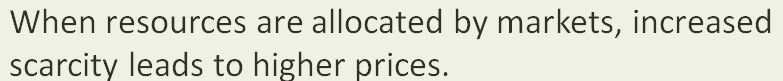 When resources are allocated by markets, increased
scarcity leads to higher prices.